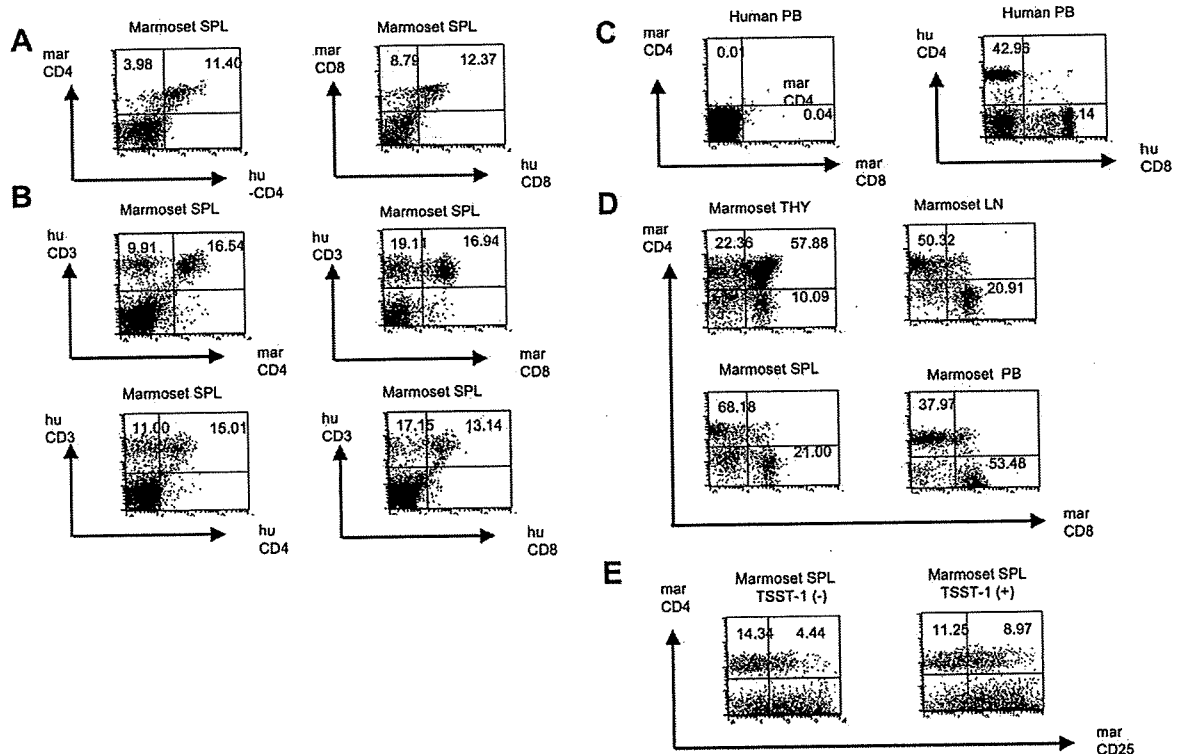 A
Marmoset SPL
mar
CD4
3.98
11.40
hu
-CD4
Marmoset SPL
mar
CD8
8.79
12.37
hu
CD8
B
Marmoset SPL
hu
CD3
9.91
16.54
mar
CD4
Marmoset SPL
hu
CD3
19.11
16.94
mar
CD8
Marmoset SPL
hu
CD3
11.00
15.01
hu
CD4
Marmoset SPL
hu
CD3
17.15
13.14
hu
CD8
C
Human PB
mar
CD4
0.01
mar
CD4
0.04
mar
CD8
Human PB
hu
CD4
42.96
.14
hu
CD8
D
mar
CD4
Marmoset THY
22.36
57.88
10.09
Marmoset LN
50.32
20.91
Marmoset SPL
68.18
21.00
Marmoset PB
37.97
53.48
mar
CD8
E
mar
CD4
Marmoset SPL
TSST-1 (-)
14.34
4.44
Marmoset SPL
TSST-1 (+)
11.25
8.97
mar
CD25